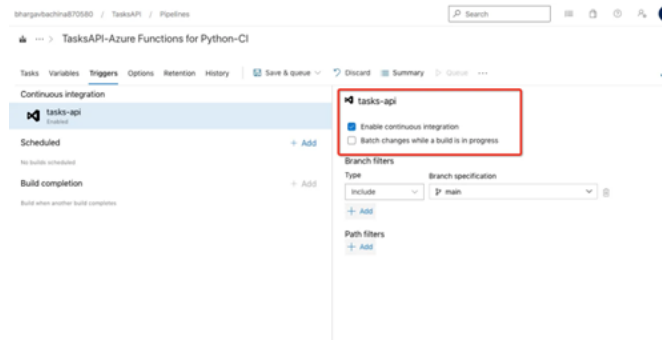 bhargavbachina870580 / TasksAPI / Pipelines
Search
... > TasksAPI-Azure Functions for Python-CI
Tasks Variables Triggers Options Retention History Save & queue Discard Summary Queue ...
Continuous integration
tasks-api
Enabled
Scheduled
+ Add
No builds scheduled
Build completion
+ Add
Build when another build completes
tasks-api
Enable continuous integration
Batch changes while a build is in progress
Branch filters
Type Branch specification
Include main
+ Add
Path filters
+ Add